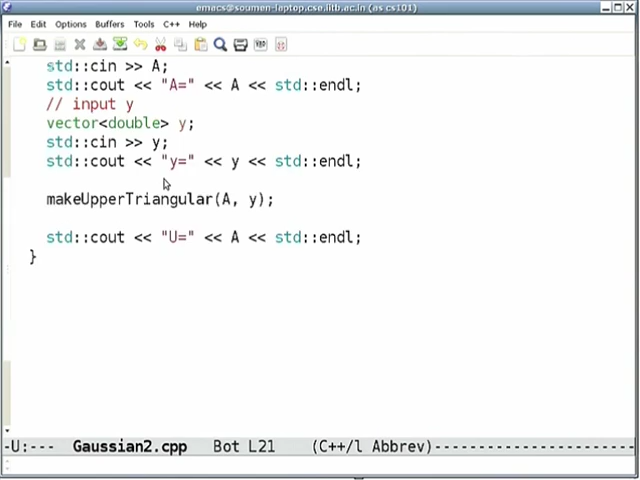 emacs@soumen-laptop.cse.iitb.ac.in (as cs101)
File Edit Options Buffers Tools C++ Help
std::cin >> A;
std::cout << "A=" << A << std::endl;
// input y
vector<double> y;
std::cin >> y;
std::cout << "y=" << y << std::endl;
makeUpperTriangular(A, y);
std::cout << "U=" << A << std::endl;
}
-U:--- Gaussian2.cpp Bot L21 (C++/l Abbrev)------------------------